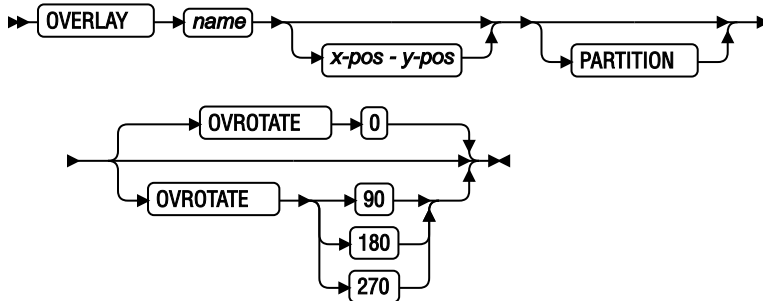 OVERLAY name
x-pos - y-pos PARTITION
OVROTATE 0
OVROTATE 90
180
270